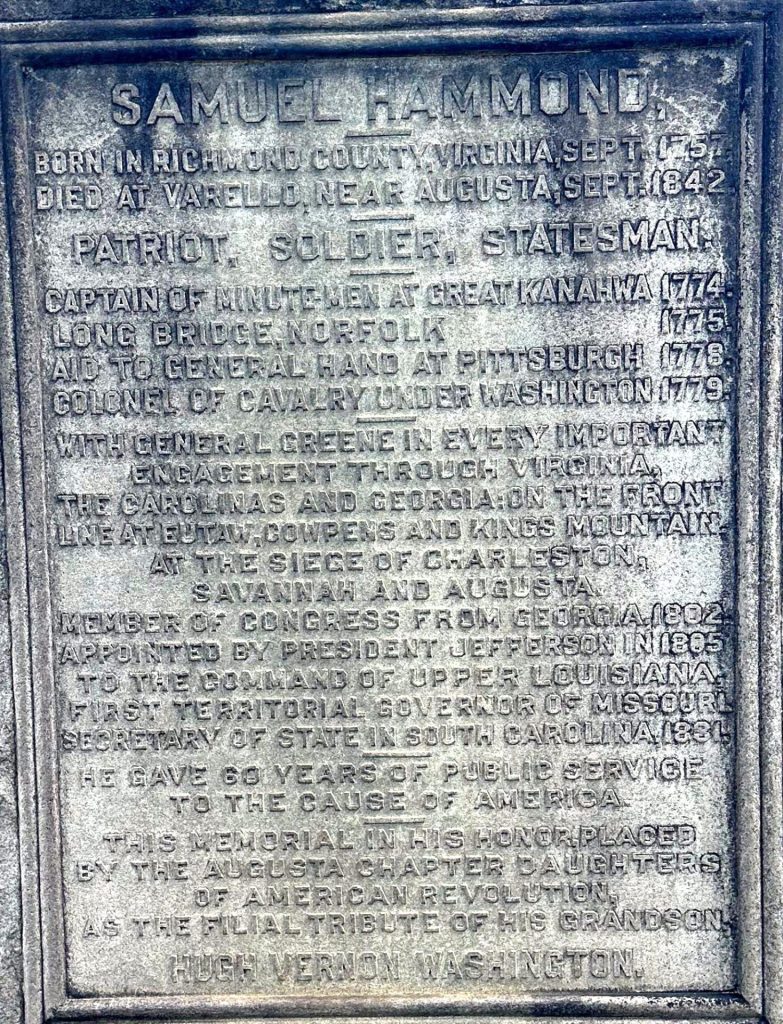 SAMUEL HAMMOND,
BORN IN RICHMOND COUNTY, VIRGINIA, SEPT. 1757.
DIED AT VARELLO, NEAR AUGUSTA, SEPT. 1842.
PATRIOT, SOLDIER, STATESMAN.
CAPTAIN OF MINUTE-MEN AT GREAT KANAHWA 1774.
LONG BRIDGE, NORFOLK 1775.
AID TO GENERAL HAND AT PITTSBURGH 1778.
COLONEL OF CAVALRY UNDER WASHINGTON 1779.
WITH GENERAL GREENE IN EVERY IMPORTANT
ENGAGEMENT THROUGH VIRGINIA,
THE CAROLINAS AND GEORGIA: ON THE FRONT
LINE AT EUTAW, COWPENS AND KINGS MOUNTAIN.
AT THE SIEGE OF CHARLESTON,
SAVANNAH AND AUGUSTA.
MEMBER OF CONGRESS FROM GEORGIA, 1802
APPOINTED BY PRESIDENT JEFFERSON IN 1805
TO THE COMMAND OF UPPER LOUISIANA.
FIRST TERRITORIAL GOVERNOR OF MISSOURI.
SECRETARY OF STATE IN SOUTH CAROLINA, 1831.
HE GAVE 60 YEARS OF PUBLIC SERVICE
TO THE CAUSE OF AMERICA.
THIS MEMORIAL IN HIS HONOR, PLACED
BY THE AUGUSTA CHAPTER DAUGHTERS
OF AMERICAN REVOLUTION,
AS THE FILIAL TRIBUTE OF HIS GRANDSON,
HUGH VERNON WASHINGTON.